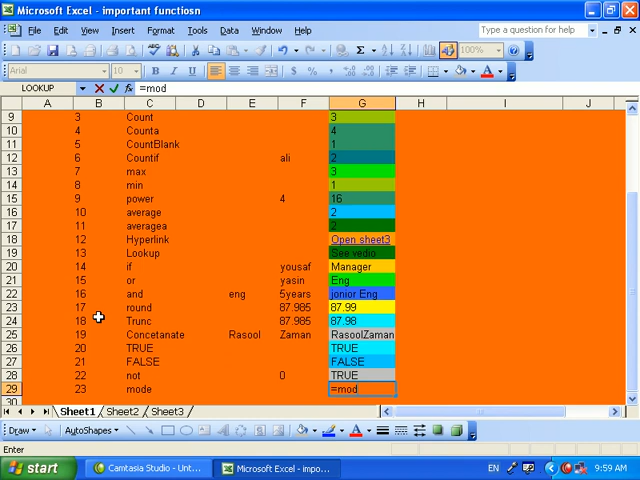 Microsoft Excel - important functiosn
File Edit View Insert Format Tools Data Window Help
Type a question for help
Σ 100%
Arial 10 B I U
LOOKUP =mod
A B C D E F G H I J
9 3 Count 3
10 4 Counta 4
11 5 CountBlank 1
12 6 Countif ali 2
13 7 max 3
14 8 min 1
15 9 power 4 16
16 10 average 2
17 11 averagea 2
18 12 Hyperlink Open sheet3
19 13 Lookup See vedio
20 14 if yousaf Manager
21 15 or yasin Eng
22 16 and eng 5years jonior Eng
23 17 round 87.985 87.99
24 18 Trunc 87.985 87.98
25 19 Concetanate Rasool Zaman RasoolZaman
26 20 TRUE TRUE
27 21 FALSE FALSE
28 22 not 0 TRUE
29 23 mode =mod
30
Sheet1 Sheet2 Sheet3
Draw AutoShapes
Enter
start Camtasia Studio - Unt... Microsoft Excel - impo... EN 9:59 AM